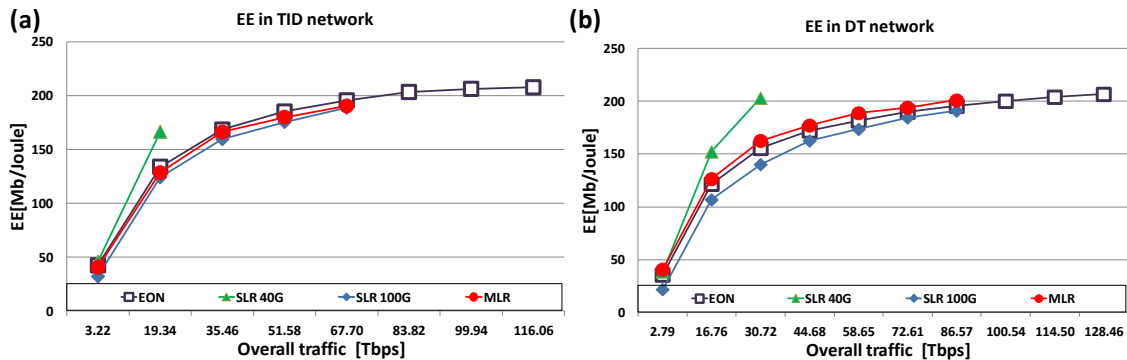 (a)
EE in TID network
EE[Mb/Joule]
250
200
150
100
50
0
EON SLR 40G SLR 100G MLR
3.22 19.34 35.46 51.58 67.70 83.82 99.94 116.06
Overall traffic [Tbps]
(b)
EE in DT network
EE[Mb/Joule]
250
200
150
100
50
0
EON SLR 40G SLR 100G MLR
2.79 16.76 30.72 44.68 58.65 72.61 86.57 100.54 114.50 128.46
Overall traffic [Tbps]